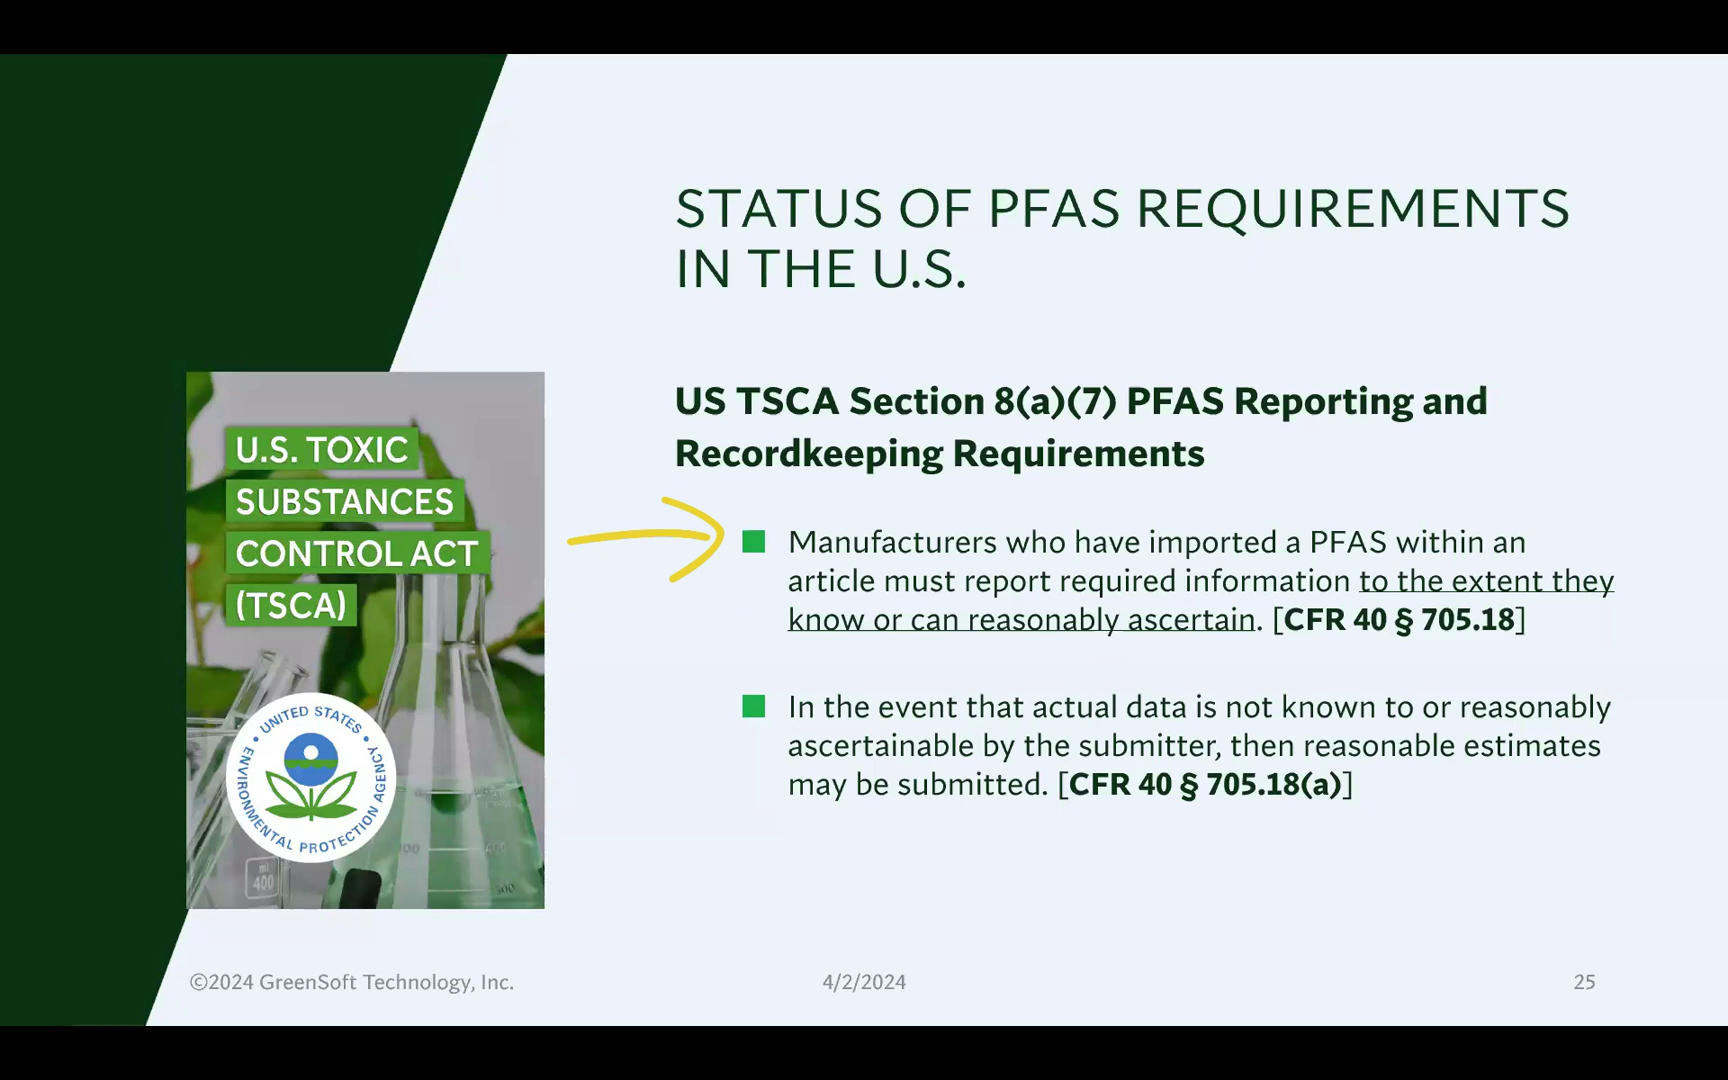 STATUS OF PFAS REQUIREMENTS
IN THE U.S.
US TSCA Section 8(a)(7) PFAS Reporting and
Recordkeeping Requirements
Manufacturers who have imported a PFAS within an
article must report required information to the extent they
know or can reasonably ascertain. [CFR 40 § 705.18]
In the event that actual data is not known to or reasonably
ascertainable by the submitter, then reasonable estimates
may be submitted. [CFR 40 § 705.18(a)]
U.S. TOXIC
SUBSTANCES
CONTROL ACT
(TSCA)
UNITED STATES
ENVIRONMENTAL PROTECTION AGENCY
ml
400
©2024 GreenSoft Technology, Inc.
4/2/2024
25